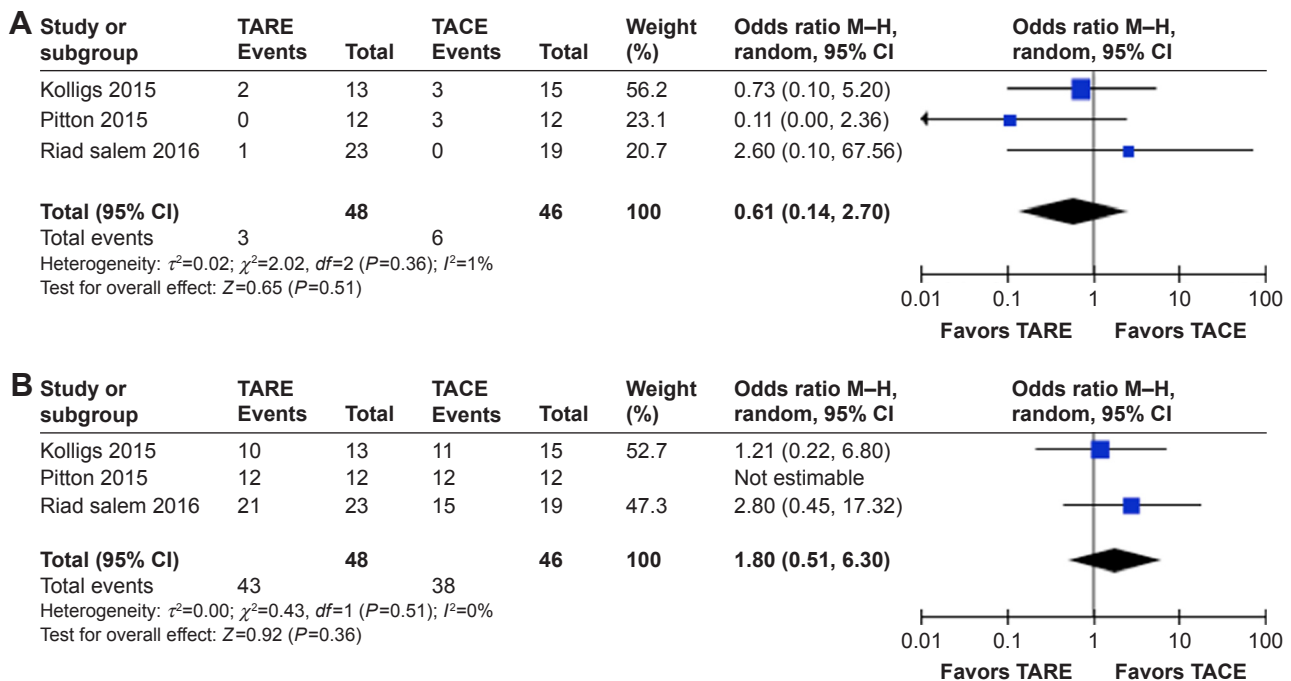 A Study or subgroup TARE Events Total TACE Events Total Weight (%) Odds ratio M–H, random, 95% CI Odds ratio M–H, random, 95% CI
Kolligs 2015 2 13 3 15 56.2 0.73 (0.10, 5.20)
Pitton 2015 0 12 3 12 23.1 0.11 (0.00, 2.36)
Riad salem 2016 1 23 0 19 20.7 2.60 (0.10, 67.56)
Total (95% CI) 48 46 100 0.61 (0.14, 2.70)
Total events 3 6
Heterogeneity: τ²=0.02; χ²=2.02, df=2 (P=0.36); I²=1%
Test for overall effect: Z=0.65 (P=0.51)
0.01 0.1 1 10 100
Favors TARE Favors TACE
B Study or subgroup TARE Events Total TACE Events Total Weight (%) Odds ratio M–H, random, 95% CI Odds ratio M–H, random, 95% CI
Kolligs 2015 10 13 11 15 52.7 1.21 (0.22, 6.80)
Pitton 2015 12 12 12 12 Not estimable
Riad salem 2016 21 23 15 19 47.3 2.80 (0.45, 17.32)
Total (95% CI) 48 46 100 1.80 (0.51, 6.30)
Total events 43 38
Heterogeneity: τ²=0.00; χ²=0.43, df=1 (P=0.51); I²=0%
Test for overall effect: Z=0.92 (P=0.36)
0.01 0.1 1 10 100
Favors TARE Favors TACE